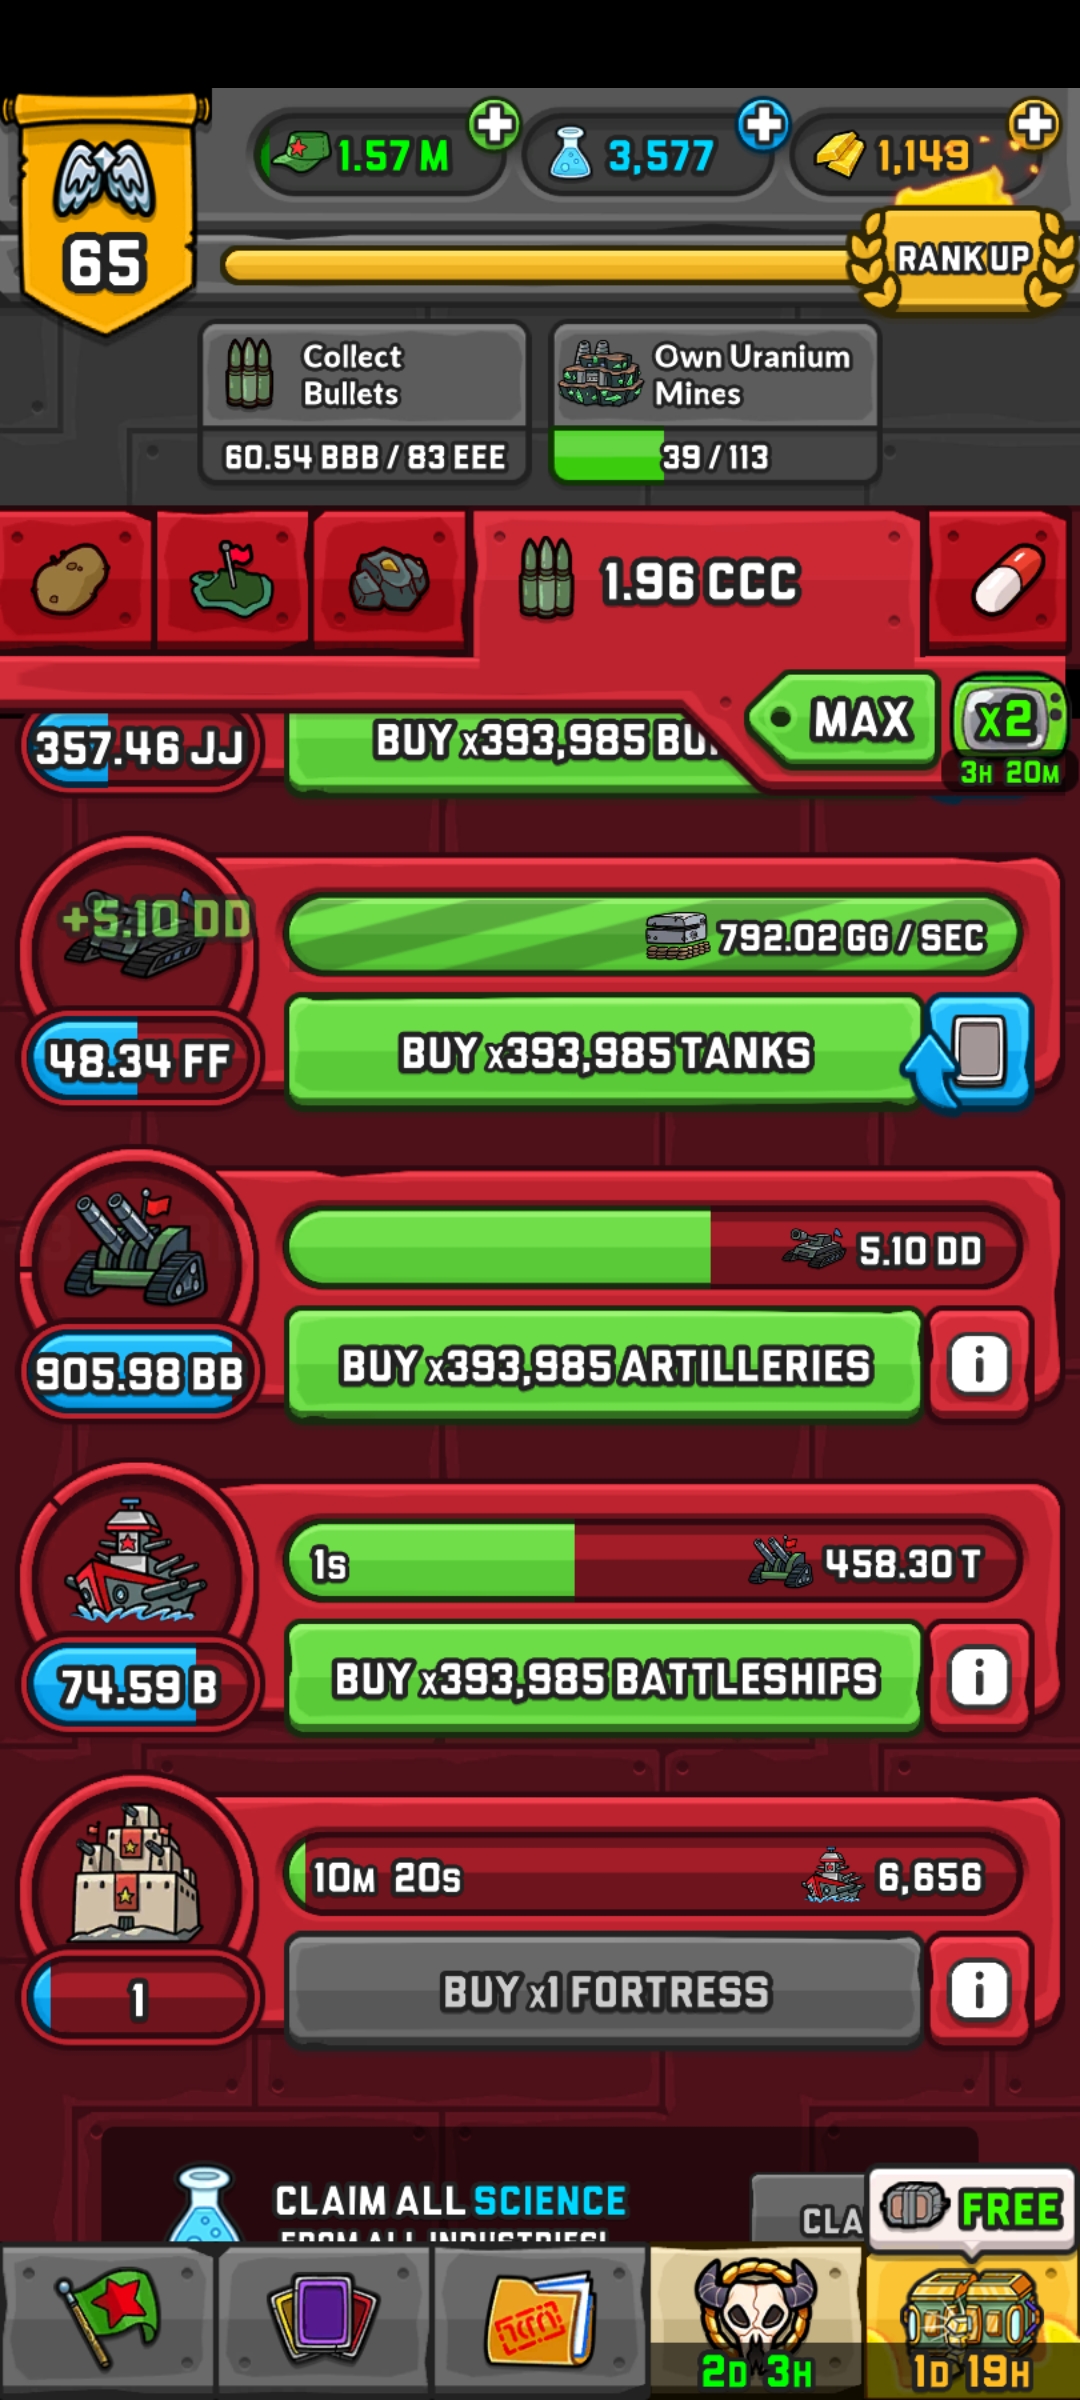 1.57 M
3,577
1,149
65
RANK UP
Collect
Bullets
Own Uranium
Mines
60.54 BBB / 83 EEE
39 / 113
1.96 CCC
MAX
x2
3H 20M
357.46 JJ
BUY x393,985
+5.10 DD
792.02 GG / SEC
48.34 FF
BUY x393,985 TANKS
5.10 DD
905.98 BB
BUY x393,985 ARTILLERIES
1S
458.30 T
74.59 B
BUY x393,985 BATTLESHIPS
10M 20S
6,656
1
BUY x1 FORTRESS
CLAIM ALL SCIENCE
FROM ALL INDUSTRIES!
CLA
FREE
2D 3H
1D 19H